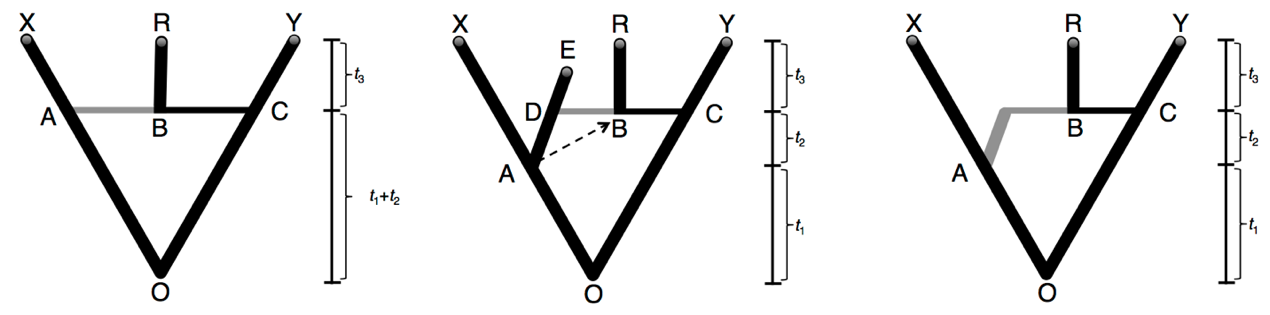 X R Y
A B C
O
t3
t1+t2
X E R Y
D B C
A
O
t3
t2
t1
X R Y
B C
A
O
t3
t2
t1